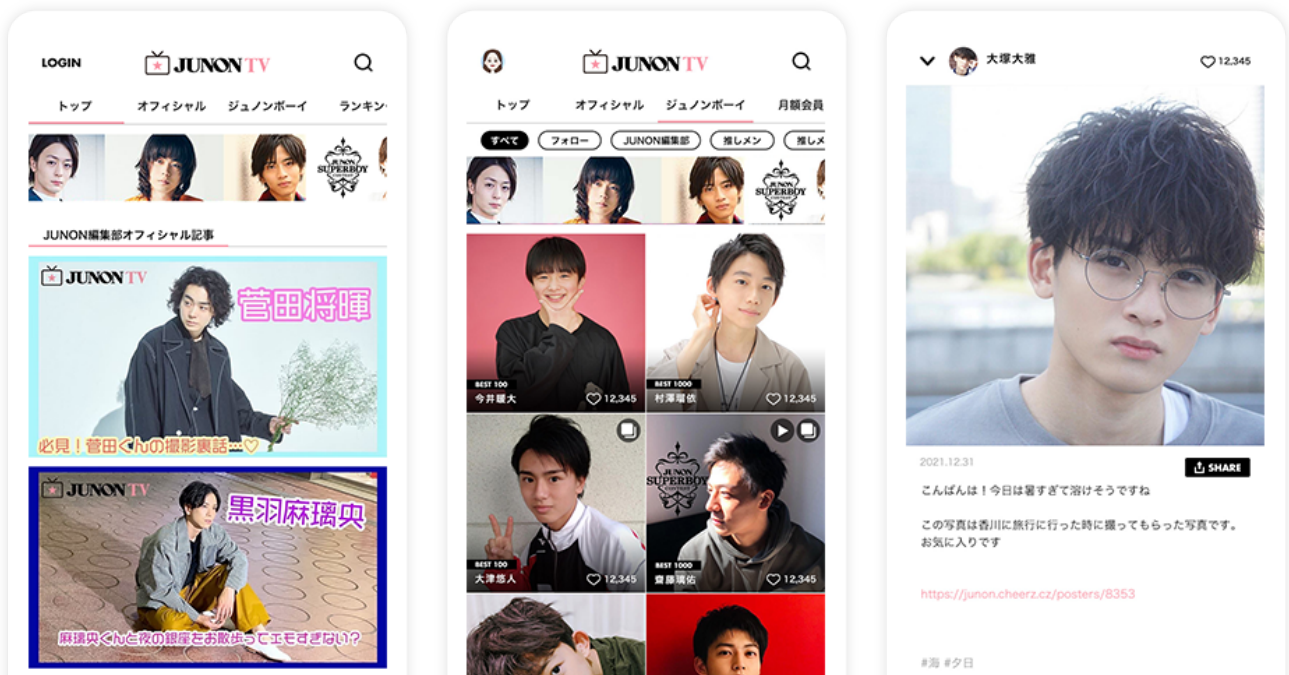 LOGIN
JUNON TV
トップ
オフィシャル
ジュノンボーイ
ランキン
JUNON
SUPERBOY
CONTEST
JUNON編集部オフィシャル記事
JUNON TV
菅田将暉
必見！菅田くんの撮影裏話…♡
JUNON TV
黒羽麻璃央
麻璃央くんと夜の銀座をお散歩ってエモすぎない？
JUNON TV
トップ
オフィシャル
ジュノンボーイ
月額会員
すべて
フォロー
JUNON編集部
推しメン
推しメ
JUNON
SUPERBOY
CONTEST
BEST 100
今井暖大
12,345
BEST 1000
村澤瑠依
12,345
BEST 100
大津悠人
12,345
JUNON
SUPERBOY
CONTEST
BEST 1000
齋藤璃佑
12,345
大塚大雅
12,345
2021.12.31
SHARE
こんばんは！今日は暑すぎて溶けそうですね
この写真は香川に旅行に行った時に撮ってもらった写真です。
お気に入りです
https://junon.cheerz.cz/posters/8353
#海 #夕日